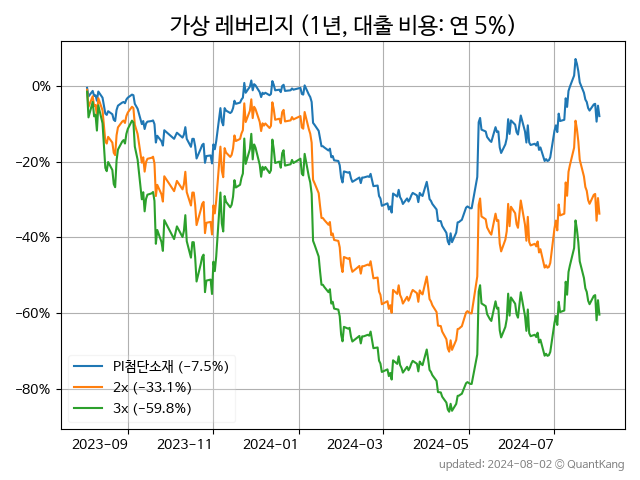 가상 레버리지 (1년, 대출 비용: 연 5%)
0%
−20%
−40%
−60%
−80%
PI첨단소재 (−7.5%)
2x (−33.1%)
3x (−59.8%)
2023-09 2023-11 2024-01 2024-03 2024-05 2024-07
updated: 2024-08-02 © QuantKang